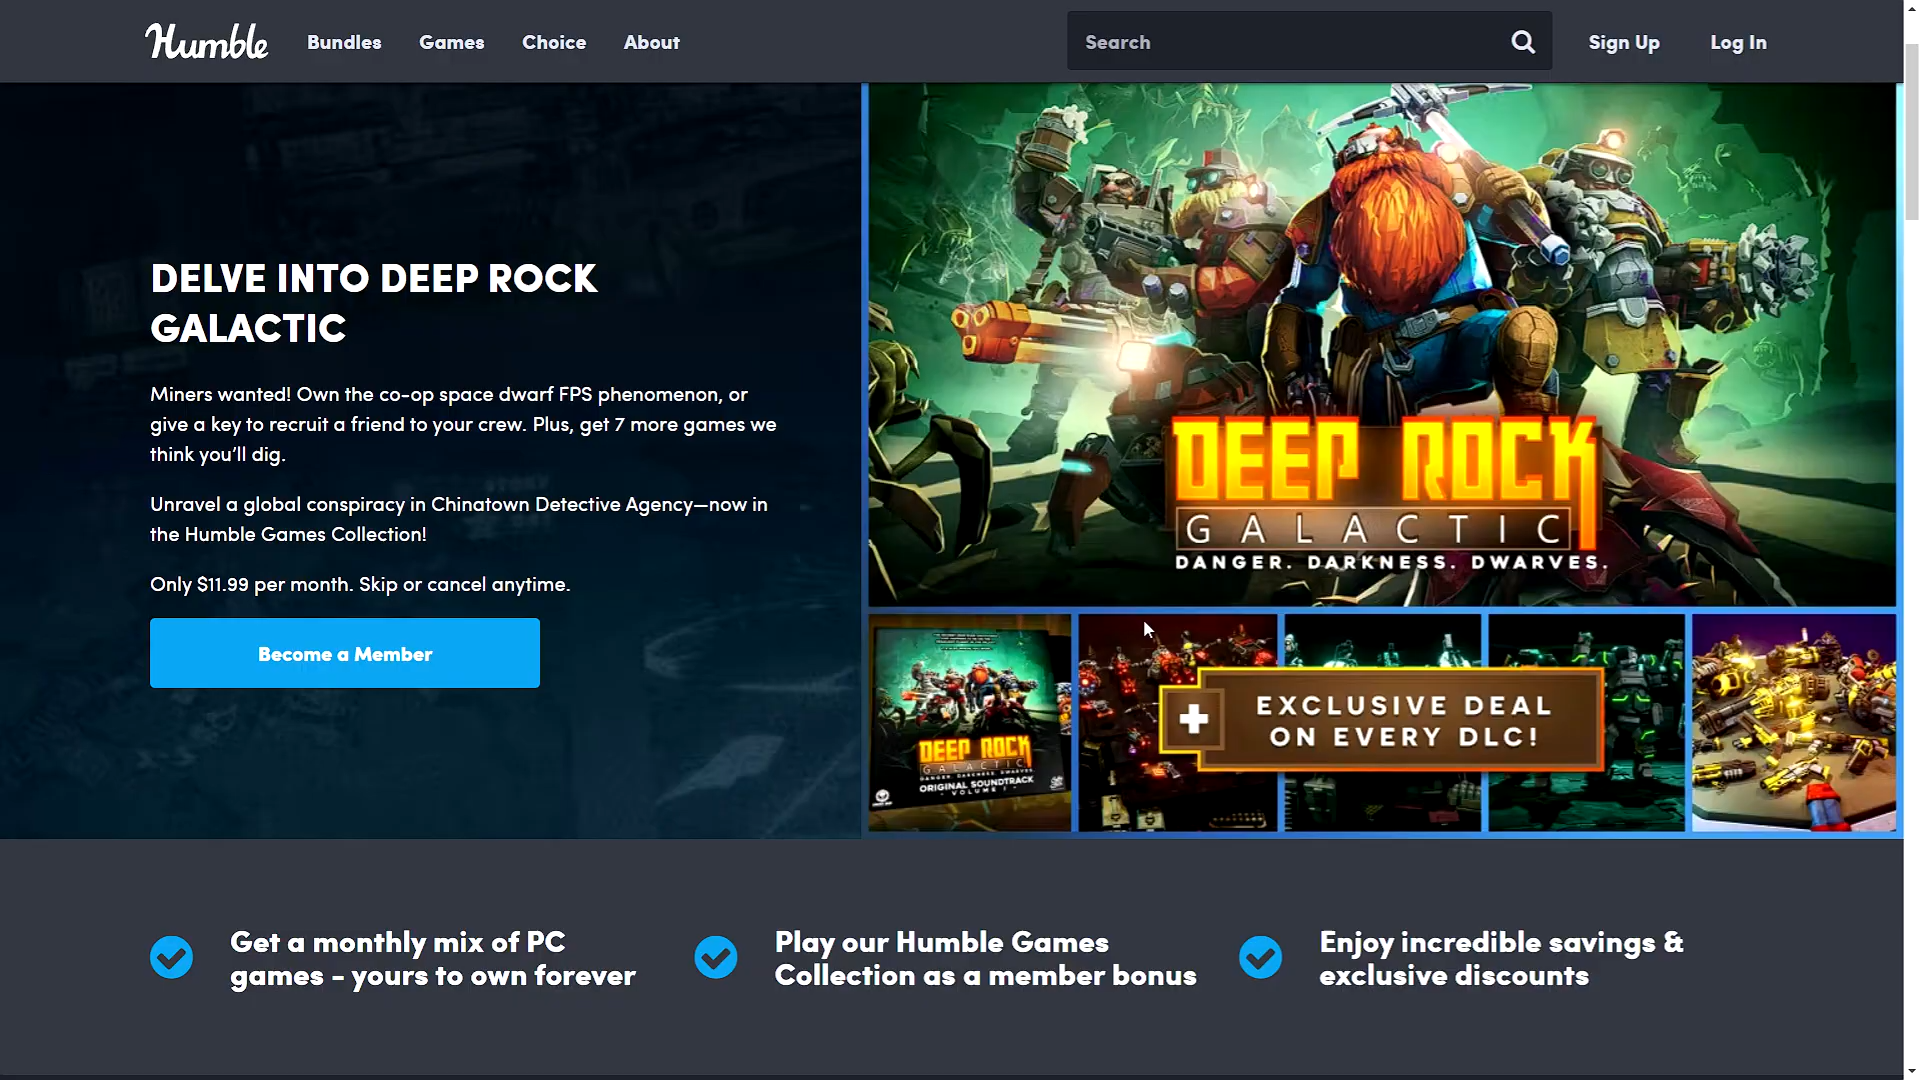 Humble
Bundles
Games
Choice
About
Search
Sign Up
Log In
DELVE INTO DEEP ROCK
GALACTIC
Miners wanted! Own the co-op space dwarf FPS phenomenon, or
give a key to recruit a friend to your crew. Plus, get 7 more games we
think you'll dig.
Unravel a global conspiracy in Chinatown Detective Agency—now in
the Humble Games Collection!
Only $11.99 per month. Skip or cancel anytime.
Become a Member
DEEP ROCK
GALACTIC
DANGER. DARKNESS. DWARVES.
DEEP ROCK
GALACTIC
DANGER. DARKNESS. DWARVES.
ORIGINAL SOUNDTRACK
- VOLUME I -
EXCLUSIVE DEAL
ON EVERY DLC!
Get a monthly mix of PC
games - yours to own forever
Play our Humble Games
Collection as a member bonus
Enjoy incredible savings &
exclusive discounts